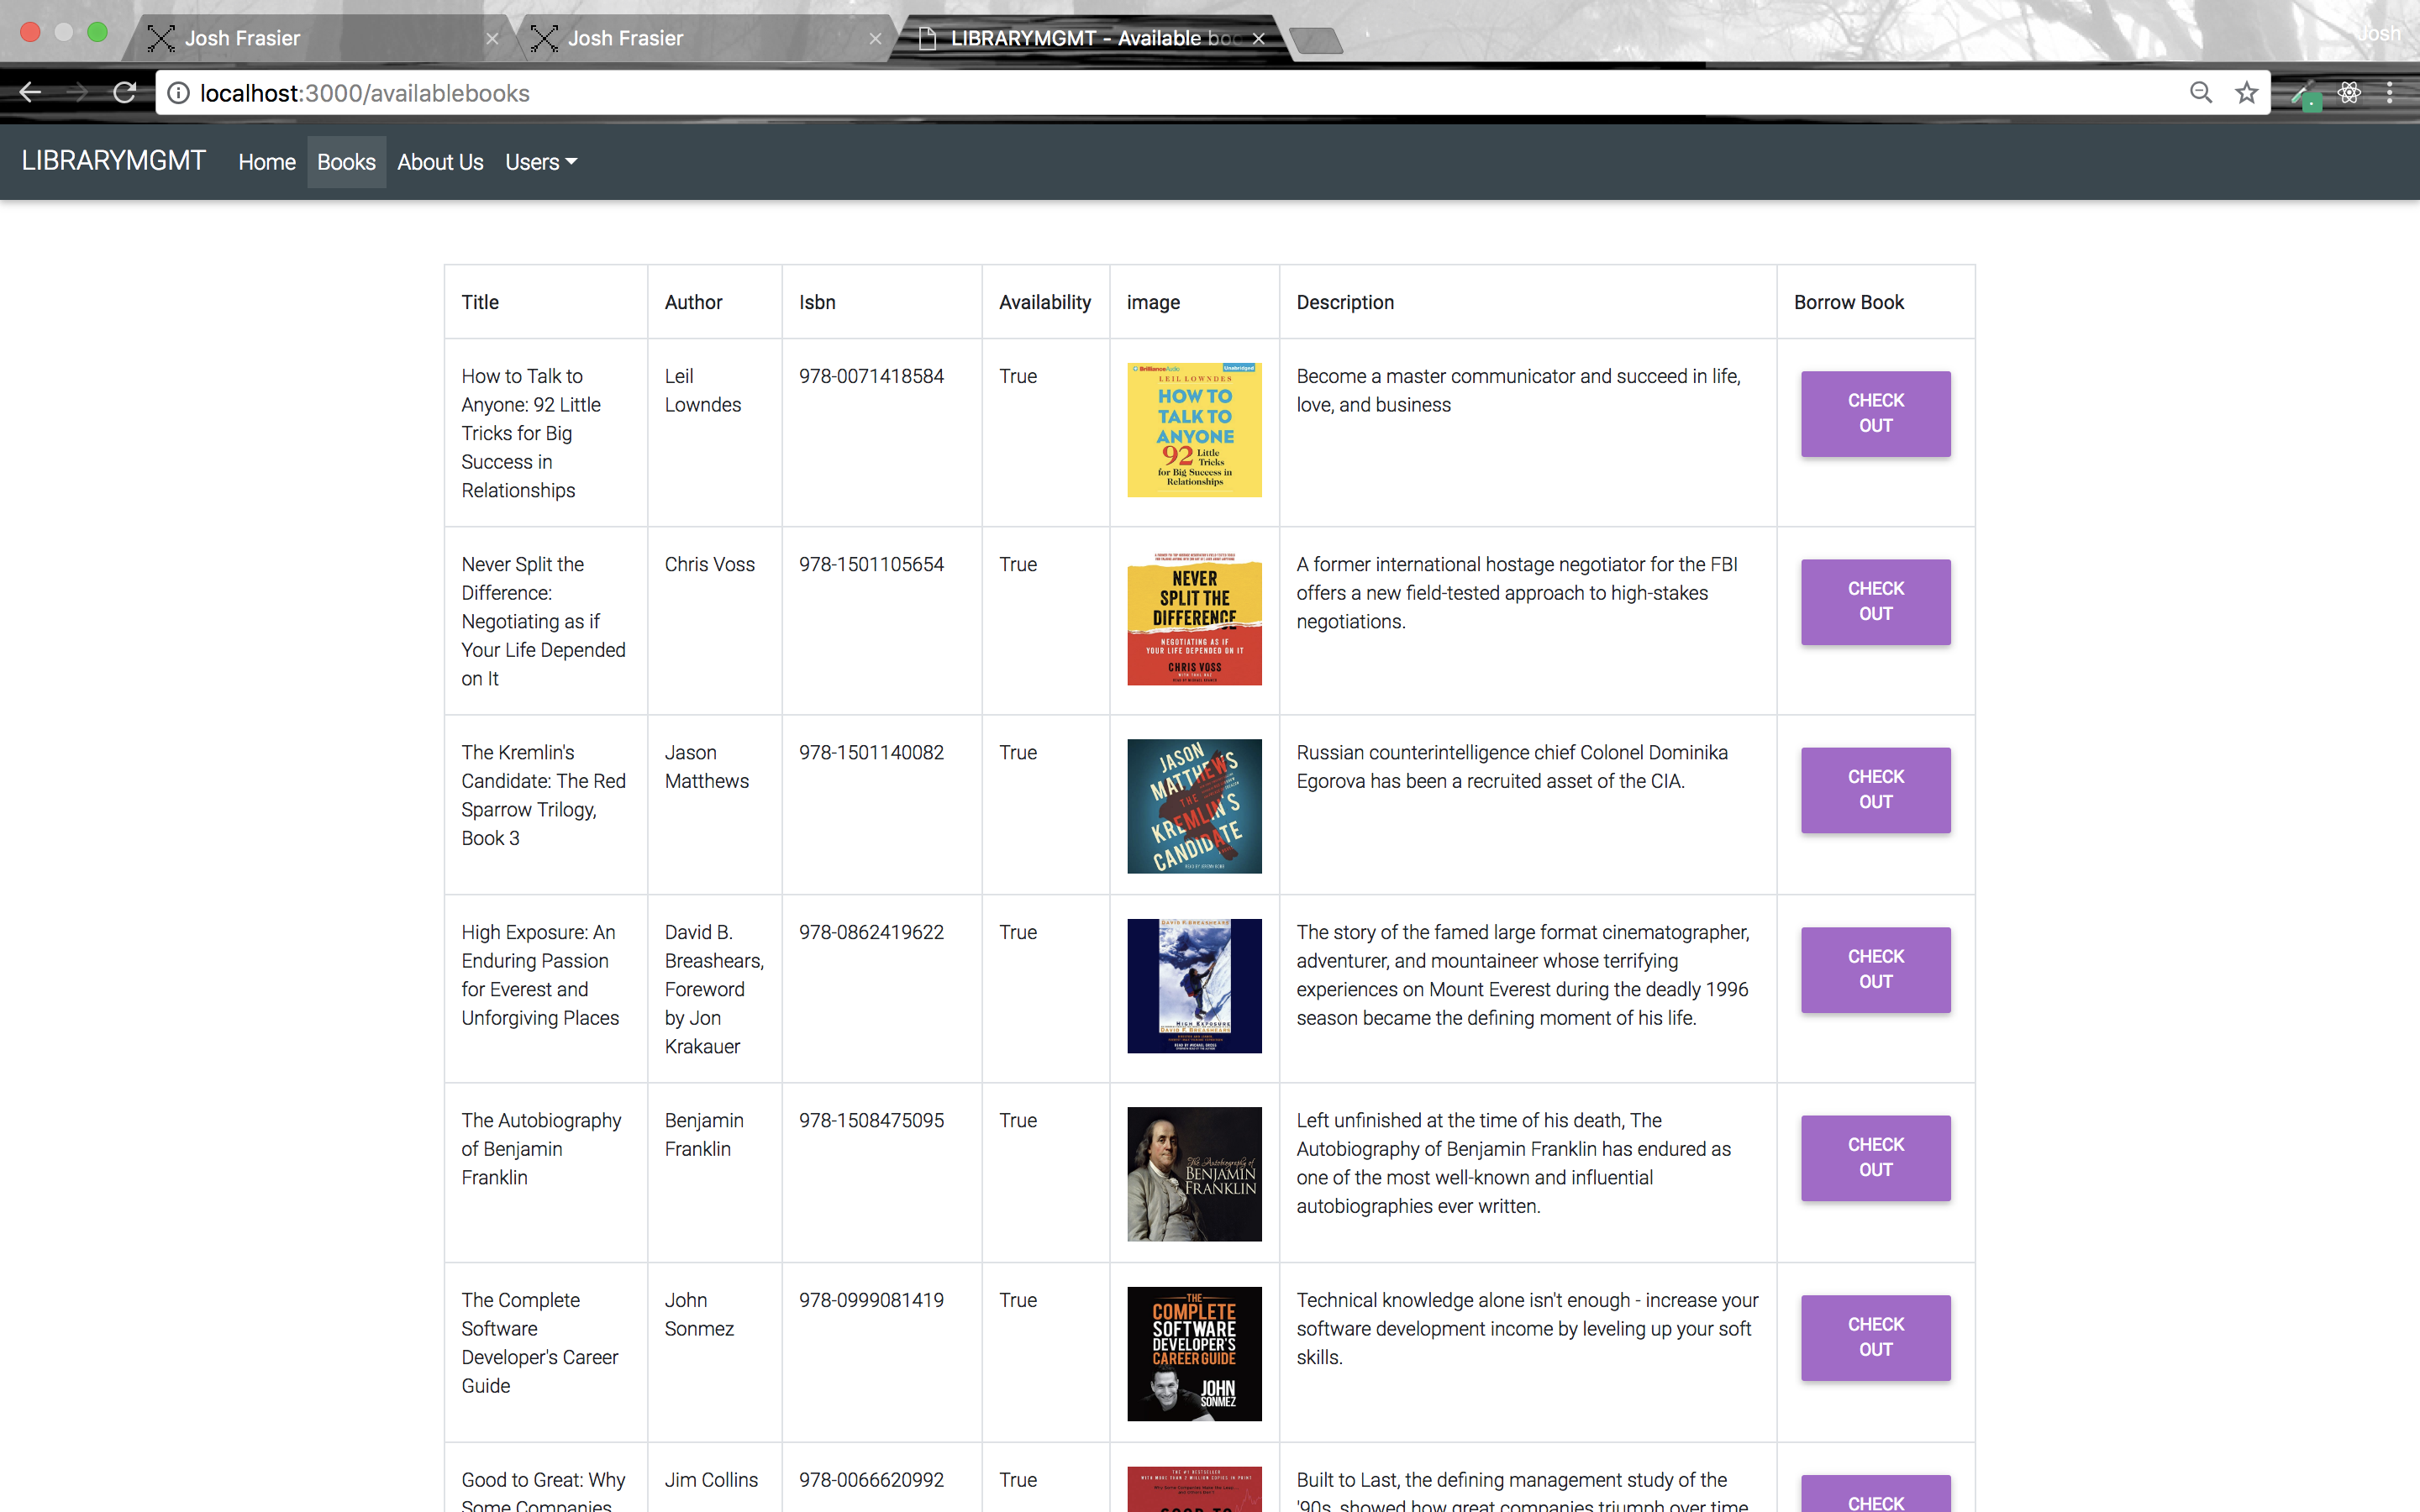 Josh Frasier
Josh Frasier
LIBRARYMGMT - Available
Josh
localhost:3000/availablebooks
LIBRARYMGMT Home Books About Us Users
Title Author Isbn Availability image Description Borrow Book
How to Talk to
Anyone: 92 Little
Tricks for Big
Success in
Relationships
Leil
Lowndes
978-0071418584
True
BrillianceAudio
Unabridged
LEIL LOWNDES
HOW TO
TALK TO
ANYONE
92 Little
Tricks
for Big Success in
Relationships
Become a master communicator and succeed in life,
love, and business
CHECK
OUT
Never Split the
Difference:
Negotiating as if
Your Life Depended
on It
Chris Voss
978-1501105654
True
NEVER
SPLIT THE
DIFFERENCE
NEGOTIATING AS IF
YOUR LIFE DEPENDED ON IT
CHRIS VOSS
A former international hostage negotiator for the FBI
offers a new field-tested approach to high-stakes
negotiations.
CHECK
OUT
The Kremlin's
Candidate: The Red
Sparrow Trilogy,
Book 3
Jason
Matthews
978-1501140082
True
JASON
MATTHEWS
THE
KREMLIN'S
CANDIDATE
Russian counterintelligence chief Colonel Dominika
Egorova has been a recruited asset of the CIA.
CHECK
OUT
High Exposure: An
Enduring Passion
for Everest and
Unforgiving Places
David B.
Breashears,
Foreword
by Jon
Krakauer
978-0862419622
True
HIGH EXPOSURE
The story of the famed large format cinematographer,
adventurer, and mountaineer whose terrifying
experiences on Mount Everest during the deadly 1996
season became the defining moment of his life.
CHECK
OUT
The Autobiography
of Benjamin
Franklin
Benjamin
Franklin
978-1508475095
True
The Autobiography of
BENJAMIN
FRANKLIN
Left unfinished at the time of his death, The
Autobiography of Benjamin Franklin has endured as
one of the most well-known and influential
autobiographies ever written.
CHECK
OUT
The Complete
Software
Developer's Career
Guide
John
Sonmez
978-0999081419
True
THE
COMPLETE
SOFTWARE
DEVELOPER'S
CAREER GUIDE
JOHN
SONMEZ
Technical knowledge alone isn't enough - increase your
software development income by leveling up your soft
skills.
CHECK
OUT
Good to Great: Why
Some Companies
Jim Collins
978-0066620992
True
THE #1 BESTSELLER
WITH MORE THAN 2 MILLION COPIES IN PRINT
GOOD TO
Built to Last, the defining management study of the
'90s, showed how great companies triumph over time
CHECK